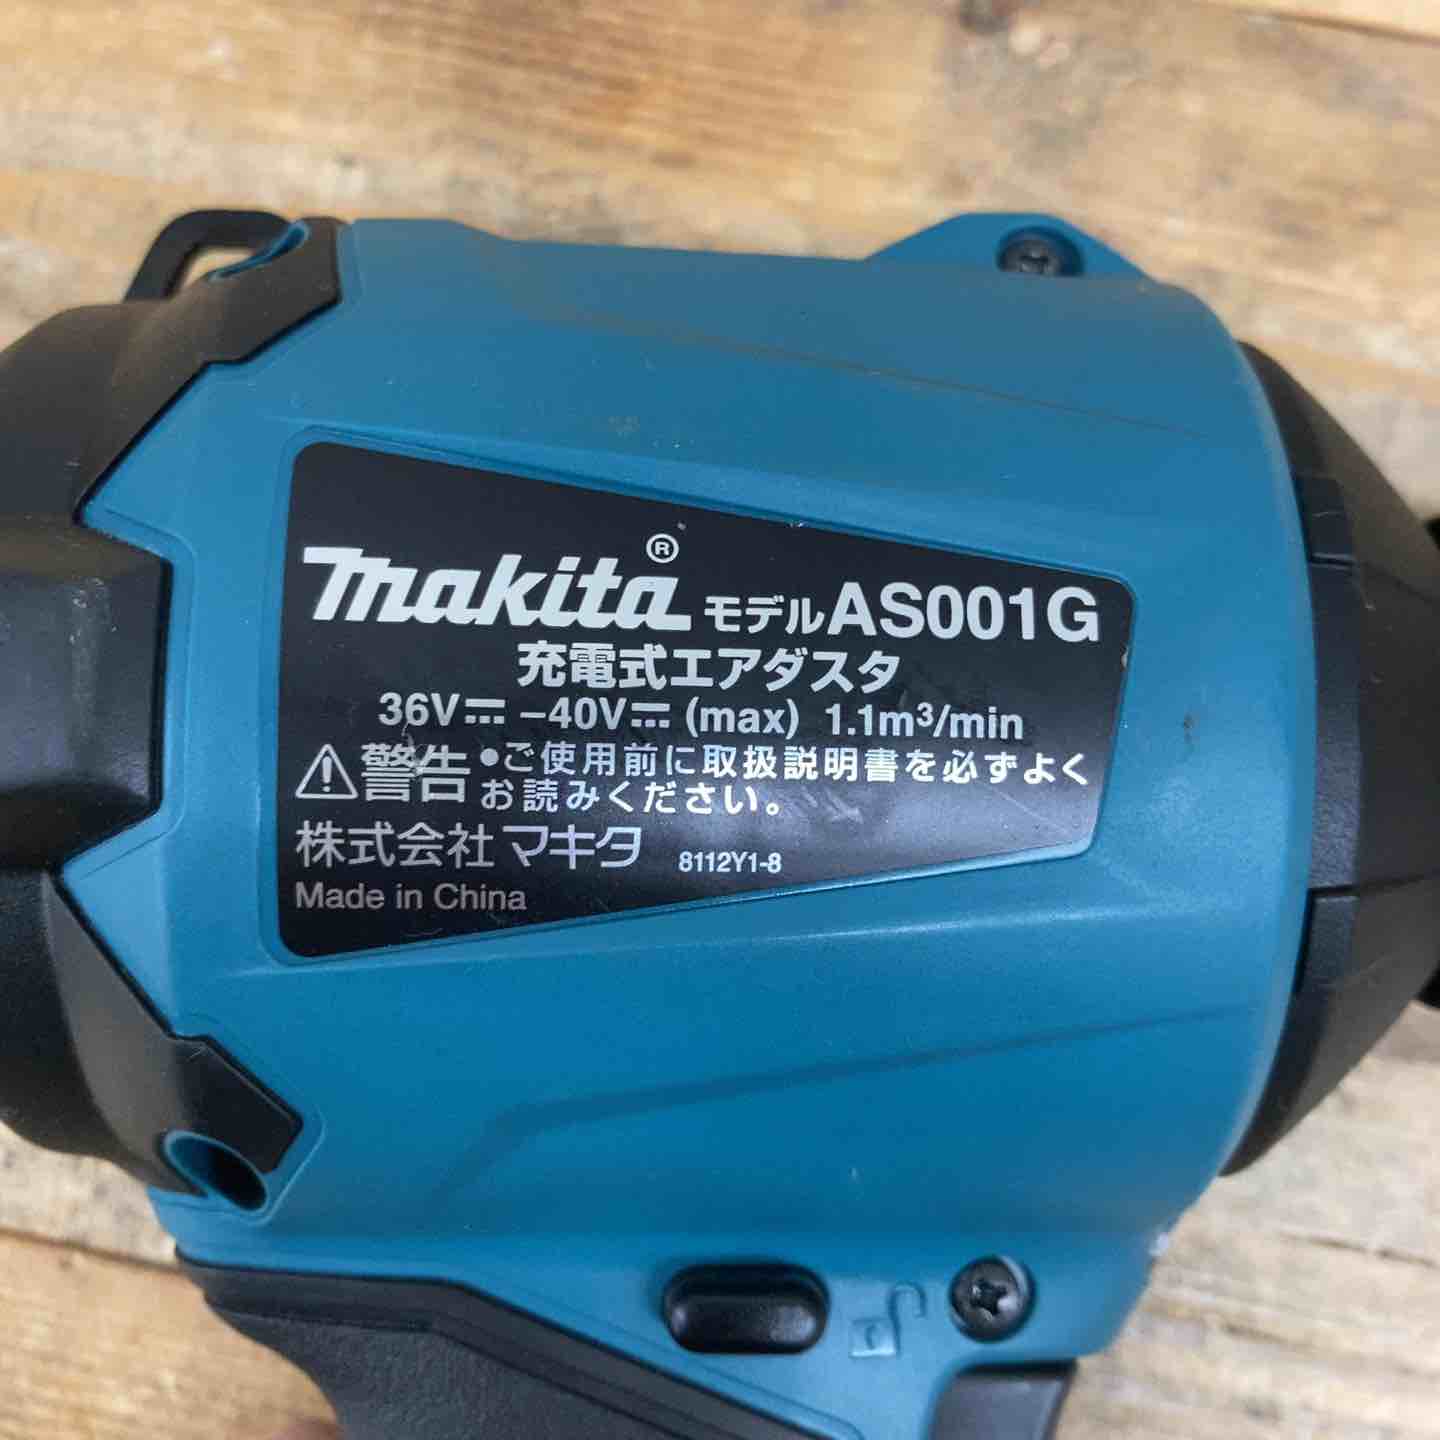 makita® モデルAS001G
充電式エアダスタ
36V⎓ –40V⎓ (max) 1.1m³/min
⚠警告 •ご使用前に取扱説明書を必ずよく
お読みください。
株式会社マキタ 8112Y1-8
Made in China